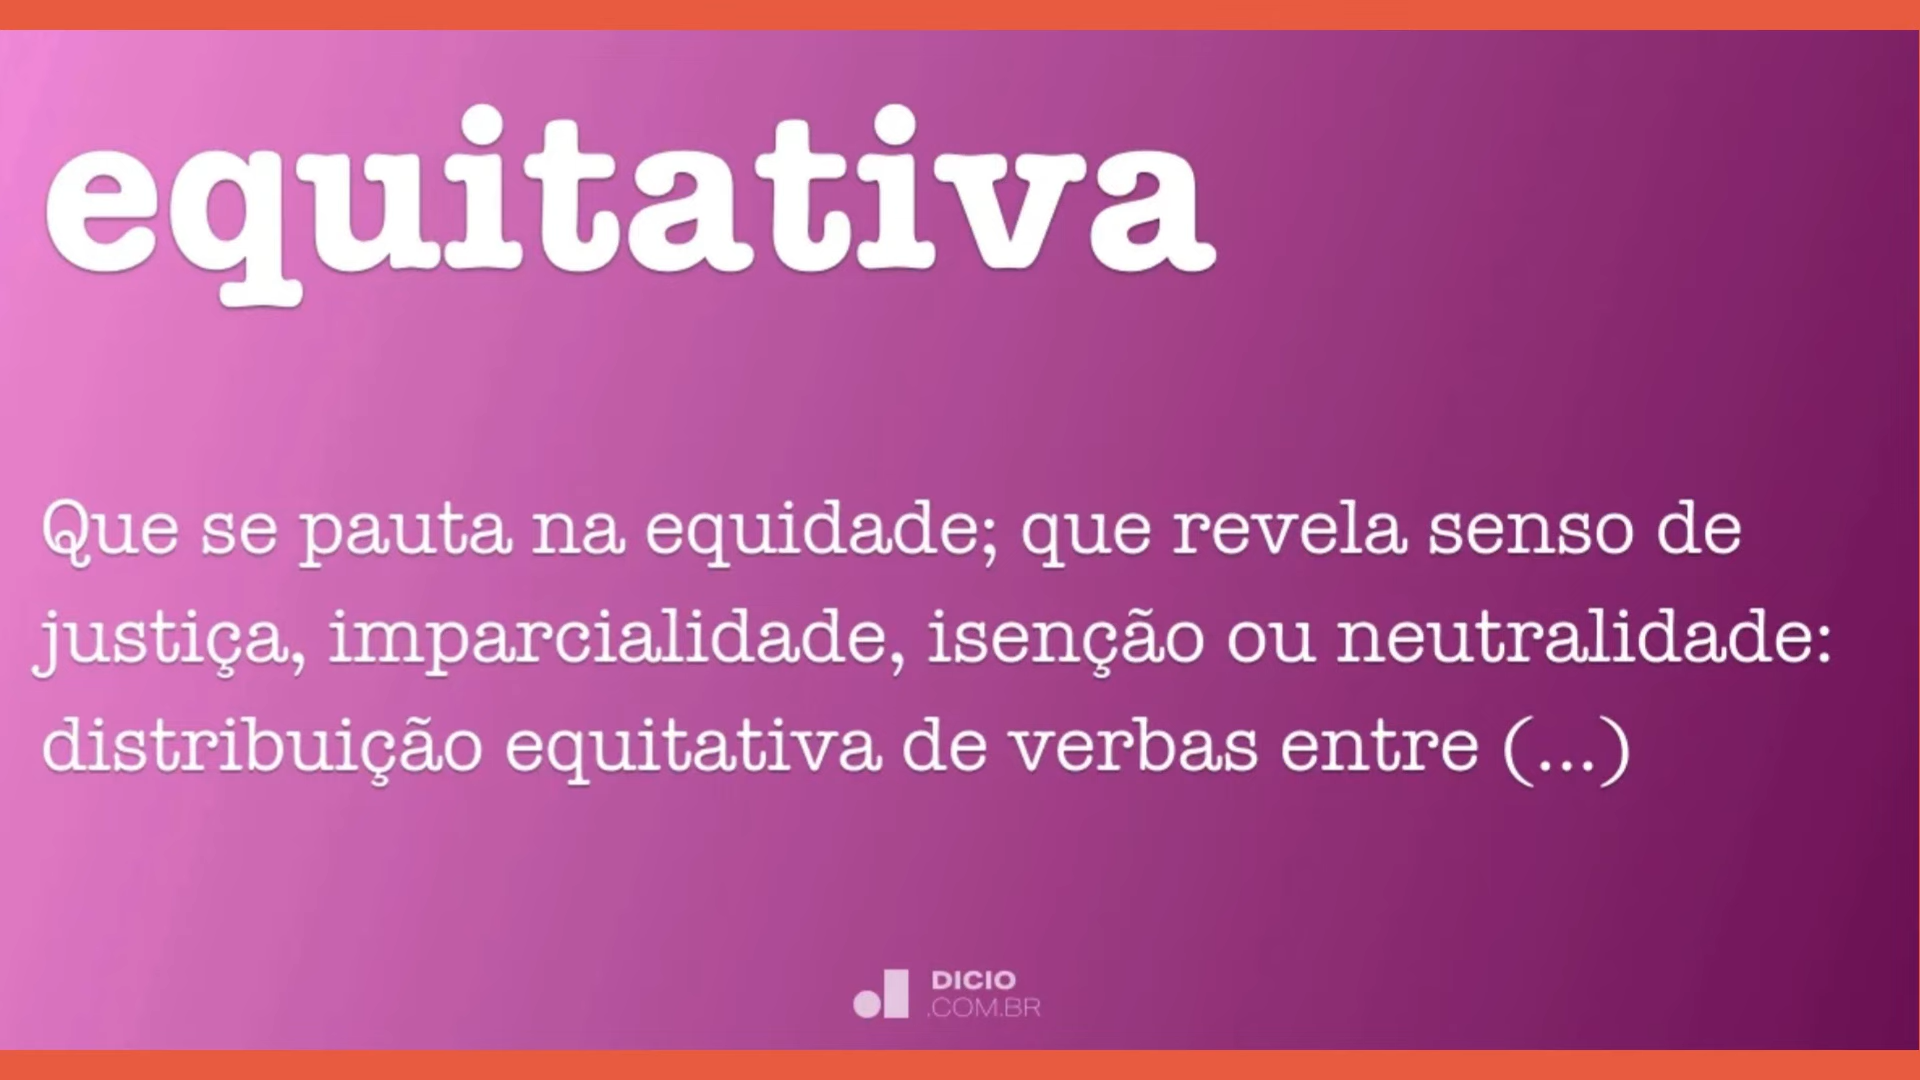 equitativa
Que se pauta na equidade; que revela senso de
justiça, imparcialidade, isenção ou neutralidade:
distribuição equitativa de verbas entre (...)
DICIO
.COM.BR